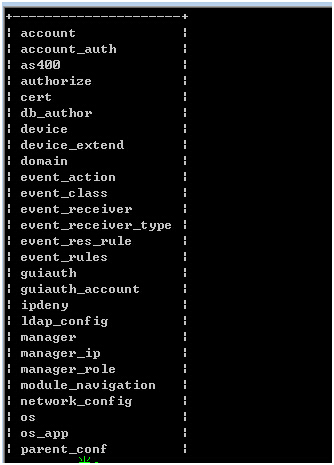 +----------------------+
| account              |
| account_auth         |
| as400                |
| authorize            |
| cert                 |
| db_author            |
| device               |
| device_extend        |
| domain               |
| event_action         |
| event_class          |
| event_receiver       |
| event_receiver_type  |
| event_res_rule       |
| event_rules          |
| guiauth              |
| guiauth_account      |
| ipdeny               |
| ldap_config          |
| manager              |
| manager_ip           |
| manager_role         |
| module_navigation    |
| network_config       |
| os                   |
| os_app               |
| parent_conf          |